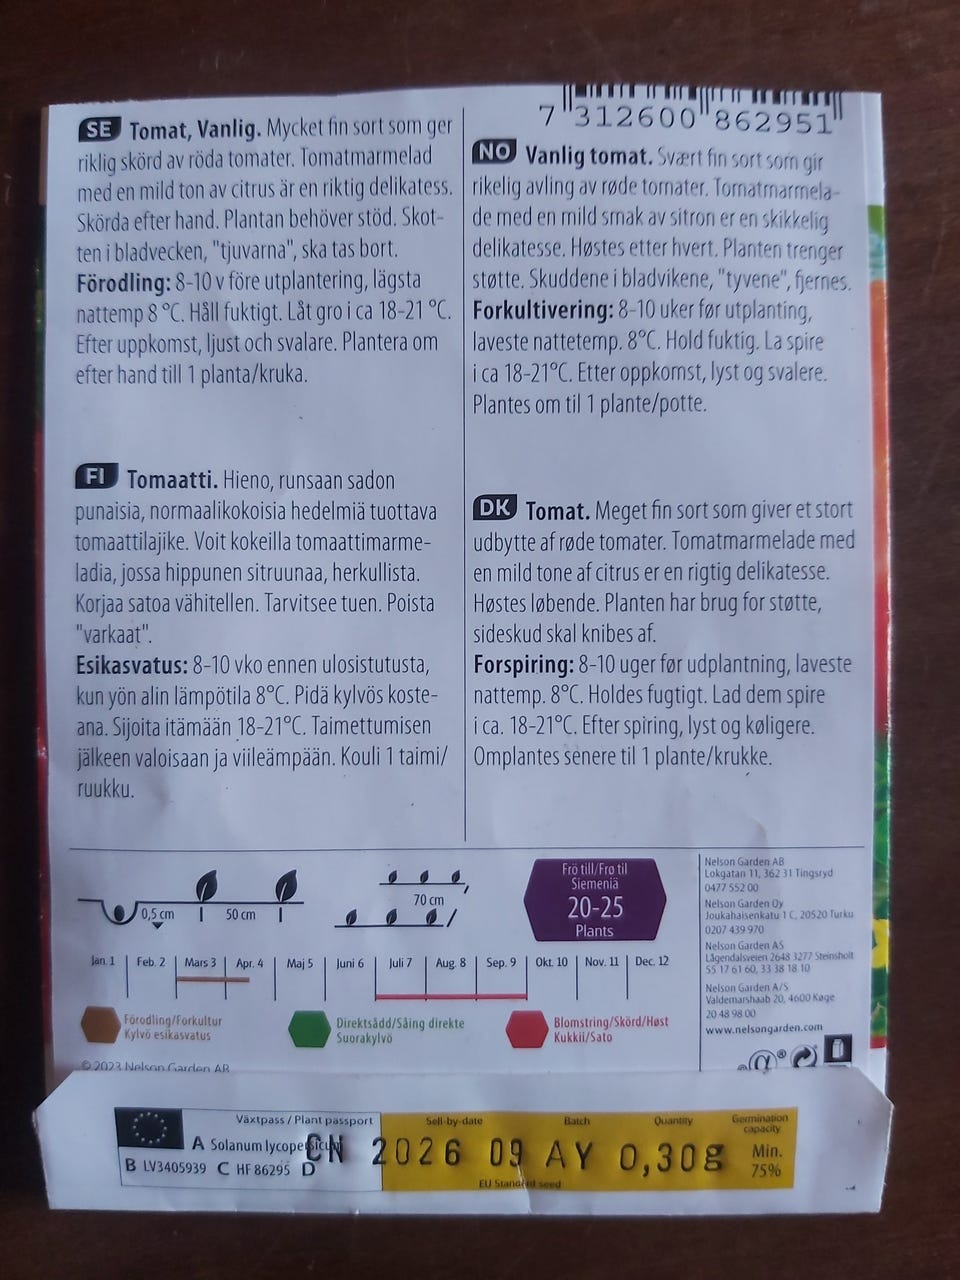 7 312600 862951
SE Tomat, Vanlig. Mycket fin sort som ger
riklig skörd av röda tomater. Tomatmarmelad
med en mild ton av citrus är en riktig delikatess.
Skörda efter hand. Plantan behöver stöd. Skot-
ten i bladvecken, "tjuvarna", ska tas bort.
Förodling: 8-10 v före utplantering, lägsta
nattemp 8 °C. Håll fuktigt. Låt gro i ca 18-21 °C.
Efter uppkomst, ljust och svalare. Plantera om
efter hand till 1 planta/kruka.
NO Vanlig tomat. Svært fin sort som gir
rikelig avling av røde tomater. Tomatmarmela-
de med en mild smak av sitron er en skikkelig
delikatesse. Høstes etter hvert. Planten trenger
støtte. Skuddene i bladvikene, "tyvene", fjernes.
Forkultivering: 8-10 uker før utplanting,
laveste nattetemp. 8°C. Hold fuktig. La spire
i ca 18-21°C. Etter oppkomst, lyst og svalere.
Plantes om til 1 plante/potte.
FI Tomaatti. Hieno, runsaan sadon
punaisia, normaalikokoisia hedelmiä tuottava
tomaattilajike. Voit kokeilla tomaattimarme-
ladia, jossa hippunen sitruunaa, herkullista.
Korjaa satoa vähitellen. Tarvitsee tuen. Poista
"varkaat".
Esikasvatus: 8-10 vko ennen ulosistutusta,
kun yön alin lämpötila 8°C. Pidä kylvös koste-
ana. Sijoita itämään 18-21°C. Taimettumisen
jälkeen valoisaan ja viileämpään. Kouli 1 taimi/
ruukku.
DK Tomat. Meget fin sort som giver et stort
udbytte af røde tomater. Tomatmarmelade med
en mild tone af citrus er en rigtig delikatesse.
Høstes løbende. Planten har brug for støtte,
sideskud skal knibes af.
Forspiring: 8-10 uger før udplantning, laveste
nattemp. 8°C. Holdes fugtigt. Lad dem spire
i ca. 18-21°C. Efter spiring, lyst og køligere.
Omplantes senere til 1 plante/krukke.
0,5 cm
50 cm
70 cm
Frö till/Frø til
Siemeniä
20-25
Plants
Jan. 1 Feb. 2 Mars 3 Apr. 4 Maj 5 Juni 6 Juli 7 Aug. 8 Sep. 9 Okt. 10 Nov. 11 Dec. 12
Förodling/Forkultur
Kylvö esikasvatus
Direktsådd/Såing direkte
Suorakylvö
Blomstring/Skörd/Høst
Kukkii/Sato
Nelson Garden AB
Lokgatan 11, 362 31 Tingsryd
0477 552 00
Nelson Garden Oy
Joukahaisenkatu 1 C, 20520 Turku
0207 439 970
Nelson Garden AS
Lågendalsveien 2648 3277 Steinsholt
55 17 61 60, 33 38 18 10
Nelson Garden A/S
Valdemarshaab 20, 4600 Køge
20 48 98 00
www.nelsongarden.com
© 2023 Nelson Garden AB
Växtpass / Plant passport
A Solanum lycopersicum
B LV3405939 C HF 86295 D
CN 2026 09 AY 0,30g
Sell-by-date Batch Quantity Germination
capacity
Min.
75%
EU Standard seed